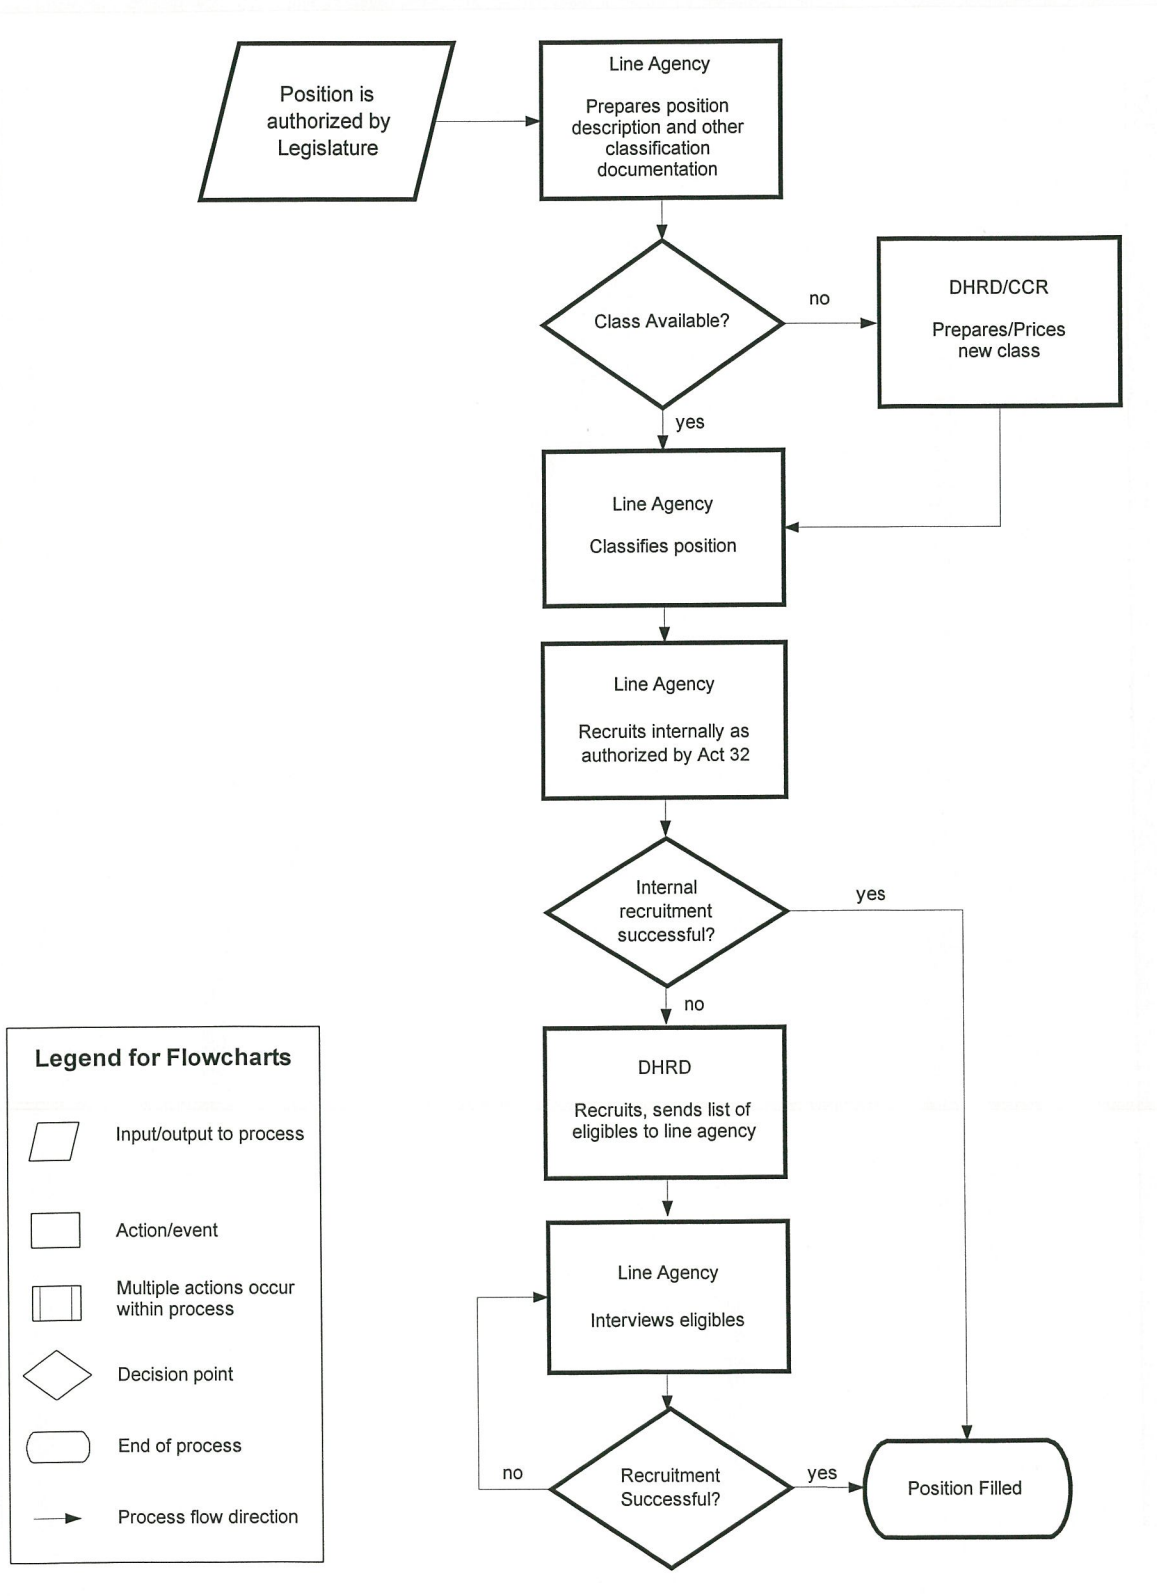 Position is
authorized by
Legislature
Line Agency
Prepares position
description and other
classification
documentation
Class Available?
no
DHRD/CCR
Prepares/Prices
new class
yes
Line Agency
Classifies position
Line Agency
Recruits internally as
authorized by Act 32
Internal
recruitment
successful?
yes
no
DHRD
Recruits, sends list of
eligibles to line agency
Line Agency
Interviews eligibles
no
Recruitment
Successful?
yes
Position Filled
Legend for Flowcharts
Input/output to process
Action/event
Multiple actions occur
within process
Decision point
End of process
Process flow direction